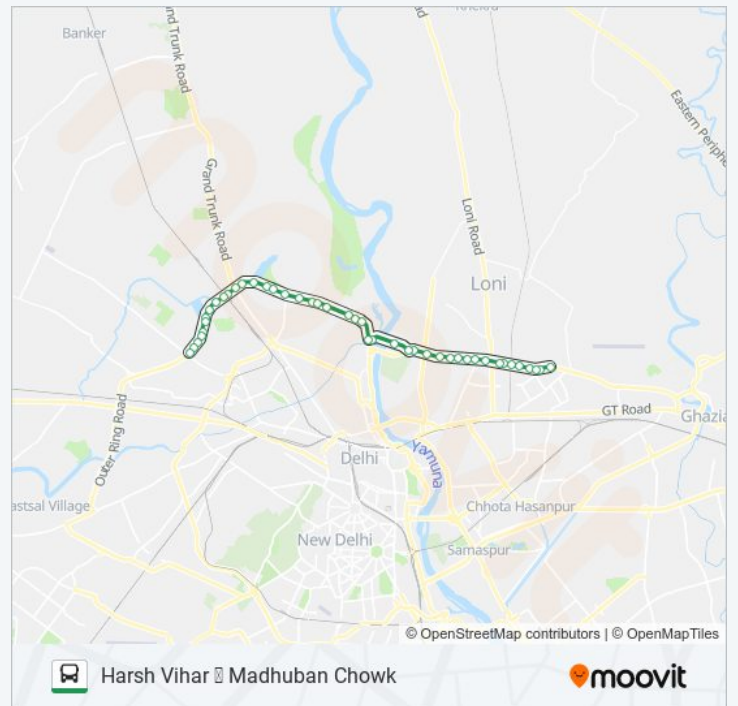 Banker
Grand Trunk Road
Eastern Periphe
Grand Trunk Road
Loni Road
Loni
GT Road
Ghazia
Outer Ring Road
Delhi
Yamuna
astsal Village
Chhota Hasanpur
New Delhi
Samaspur
© OpenStreetMap contributors | © OpenMapTiles
Harsh Vihar Madhuban Chowk
moovit